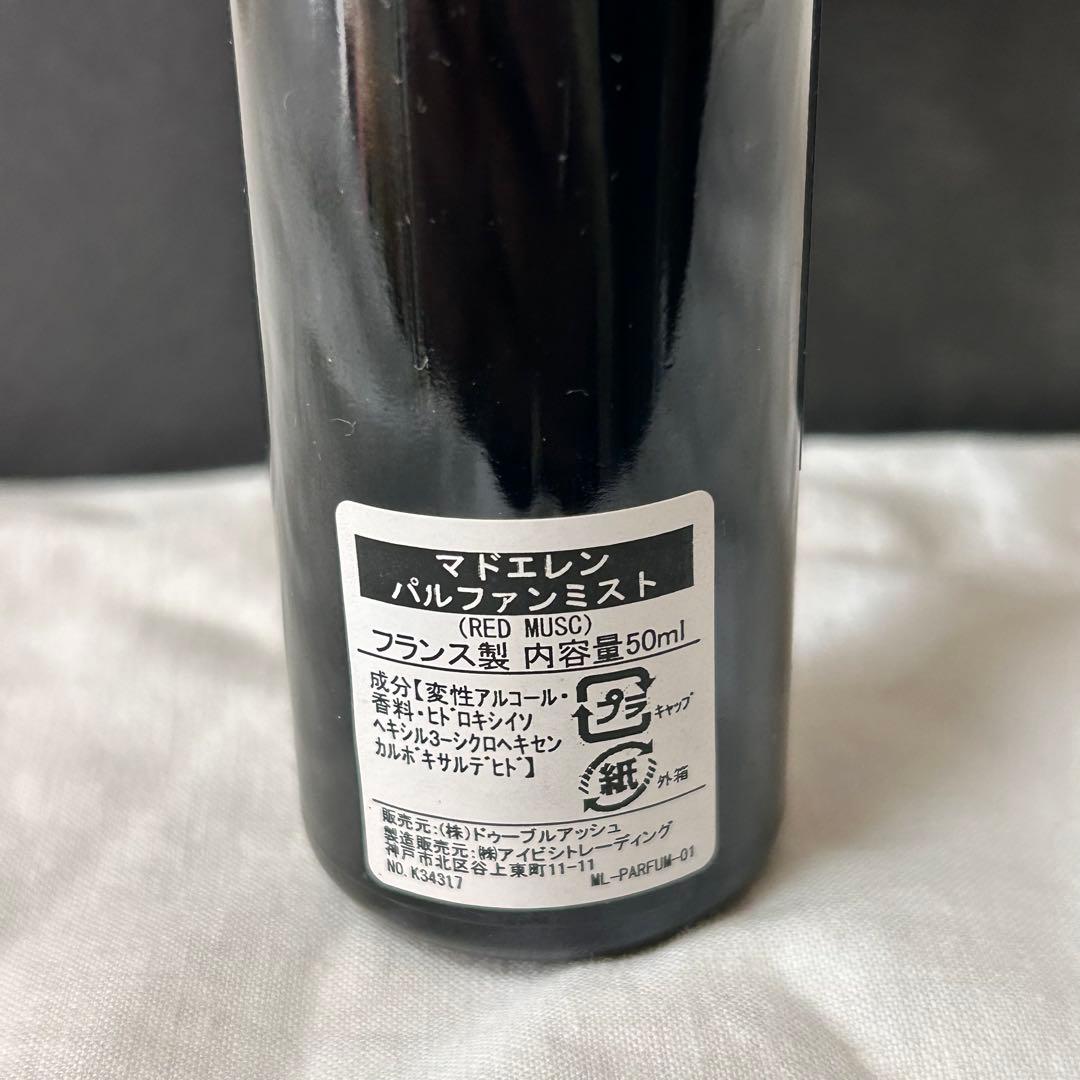 マドエレン
パルファンミスト
(RED MUSC)
フランス製 内容量50ml
成分【変性アルコール・
香料・ヒドロキシイソ
ヘキシル3-シクロヘキセン
カルボキサルデヒド】
プラ キャップ
紙 外箱
販売元:(株)ドゥーブルアッシュ
製造販売元:㈱アイビシトレーディング
神戸市北区谷上東町11-11
NO.K34317 ML-PARFUM-01